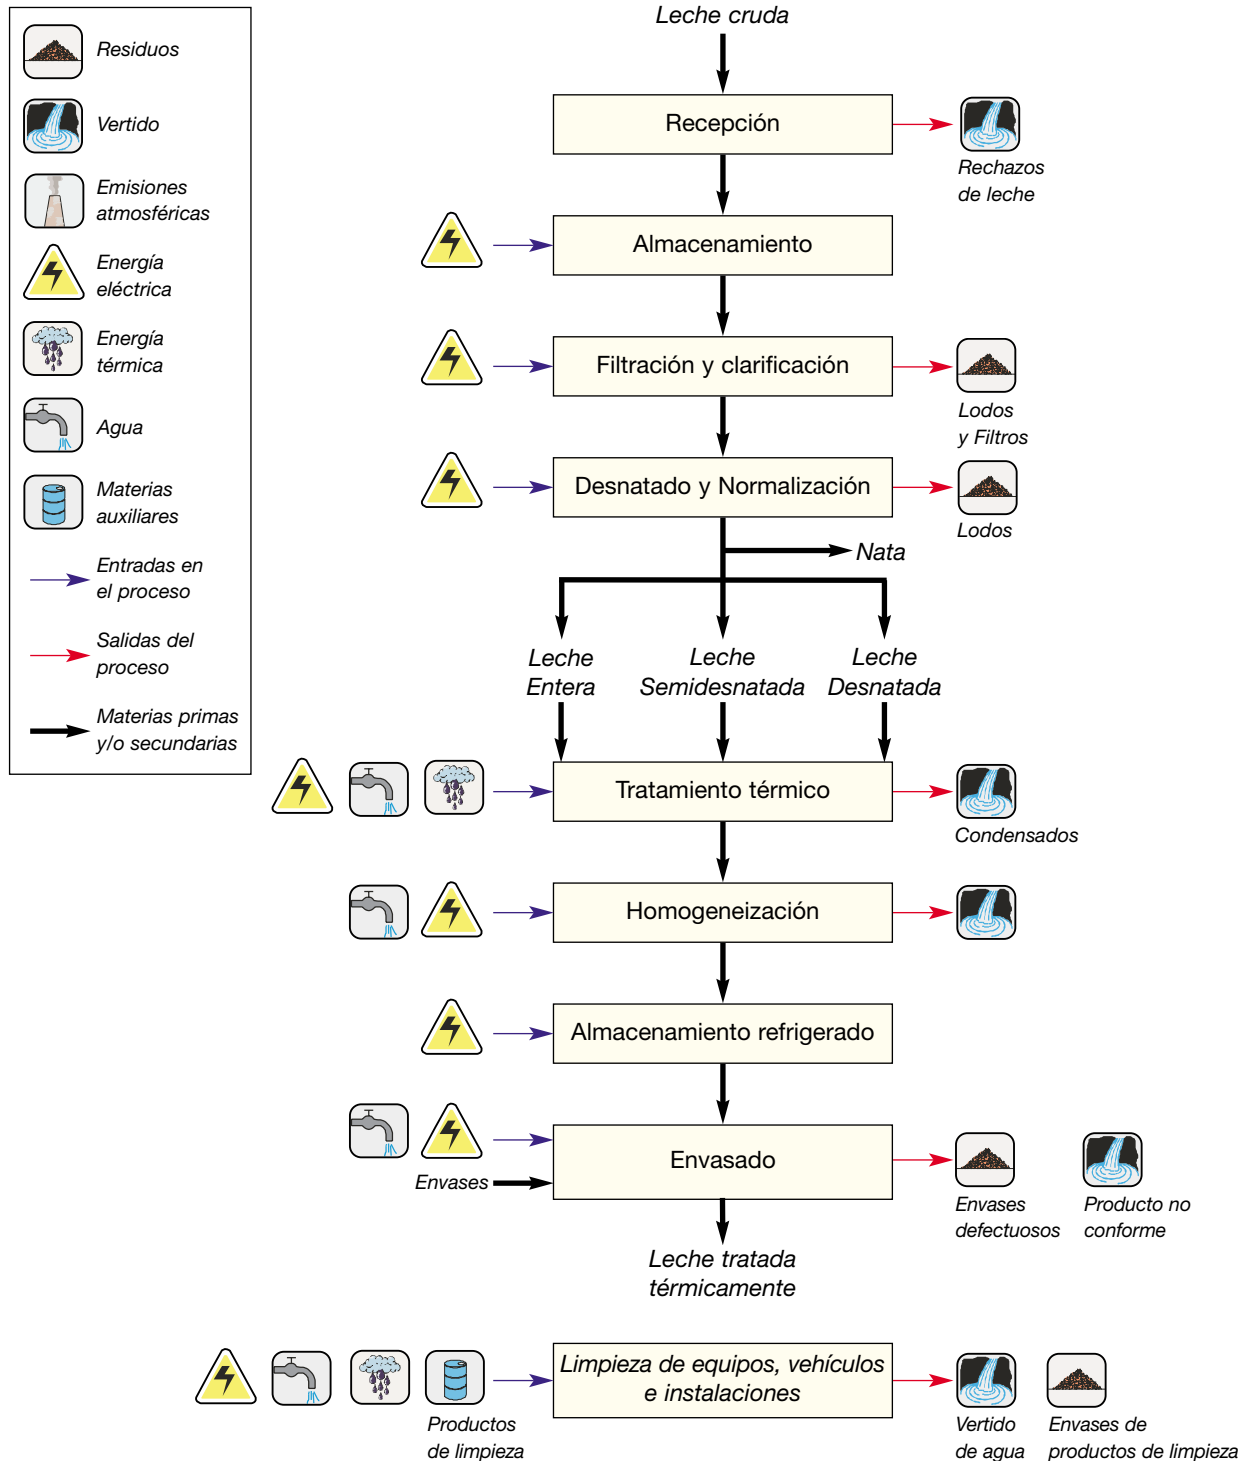 Residuos
Vertido
Emisiones
atmosféricas
Energía
eléctrica
Energía
térmica
Agua
Materias
auxiliares
Entradas en
el proceso
Salidas del
proceso
Materias primas
y/o secundarias
Leche cruda
Recepción
Rechazos
de leche
Almacenamiento
Filtración y clarificación
Lodos
y Filtros
Desnatado y Normalización
Lodos
Nata
Leche
Entera
Leche
Semidesnatada
Leche
Desnatada
Tratamiento térmico
Condensados
Homogeneización
Almacenamiento refrigerado
Envasado
Envases
Envases
defectuosos
Producto no
conforme
Leche tratada
térmicamente
Limpieza de equipos, vehículos
e instalaciones
Productos
de limpieza
Vertido
de agua
Envases de
productos de limpieza